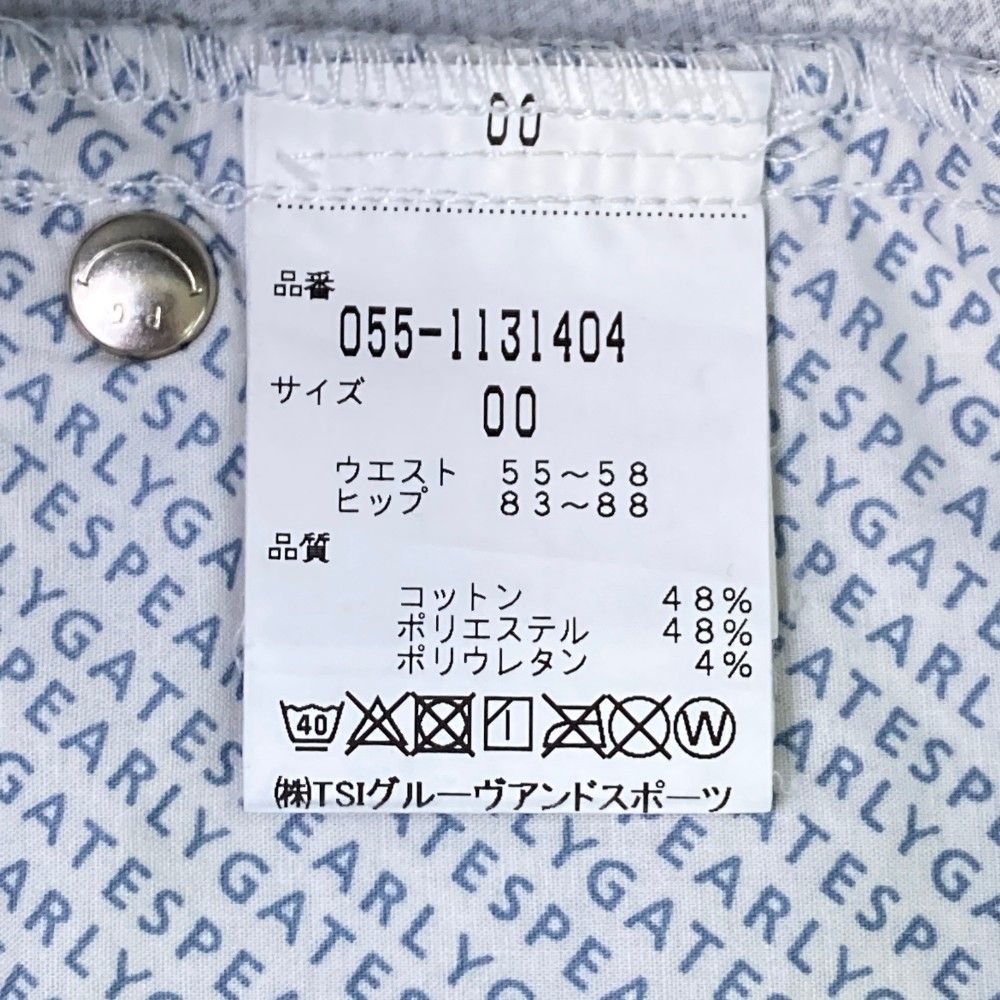 00
品番
055-1131404
サイズ
00
ウエスト 55～58
ヒップ 83～88
品質
コットン 48%
ポリエステル 48%
ポリウレタン 4%
40
W
㈱TSIグルーヴアンドスポーツ
PG
PEARLYGATES